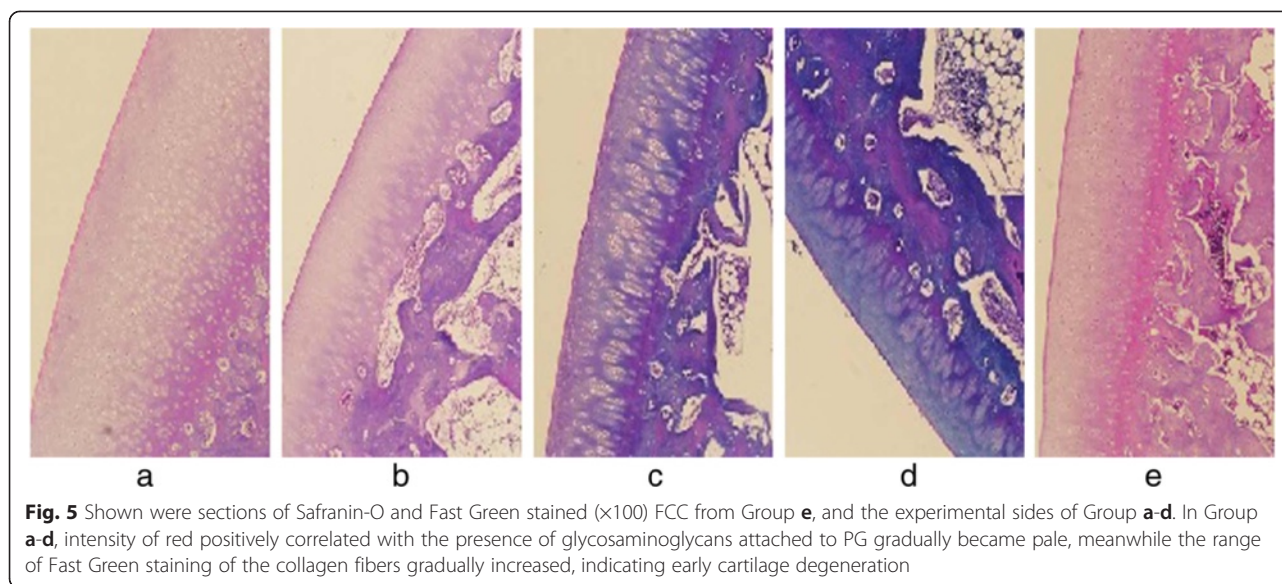 a b c d e
Fig. 5 Shown were sections of Safranin-O and Fast Green stained (×100) FCC from Group e, and the experimental sides of Group a-d. In Group
a-d, intensity of red positively correlated with the presence of glycosaminoglycans attached to PG gradually became pale, meanwhile the range
of Fast Green staining of the collagen fibers gradually increased, indicating early cartilage degeneration